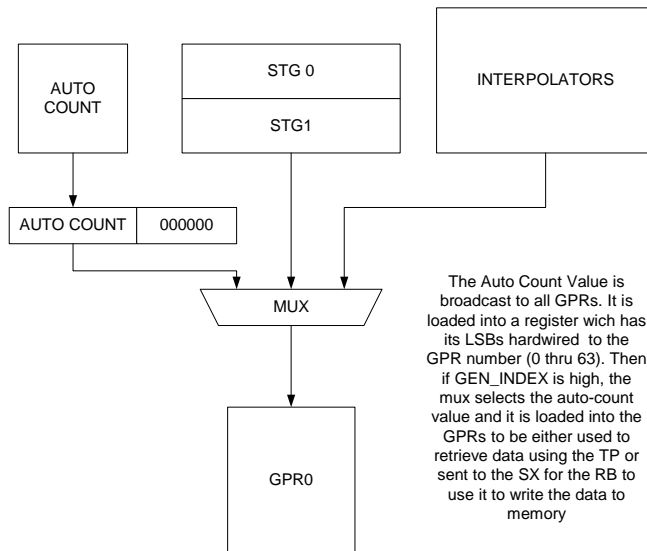 AUTO
COUNT
STG 0
STG1
INTERPOLATORS
AUTO COUNT
000000
MUX
GPR0
The Auto Count Value is
broadcast to all GPRs. It is
loaded into a register wich has
its LSBs hardwired to the
GPR number (0 thru 63). Then
if GEN_INDEX is high, the
mux selects the auto-count
value and it is loaded into the
GPRs to be either used to
retrieve data using the TP or
sent to the SX for the RB to
use it to write the data to
memory